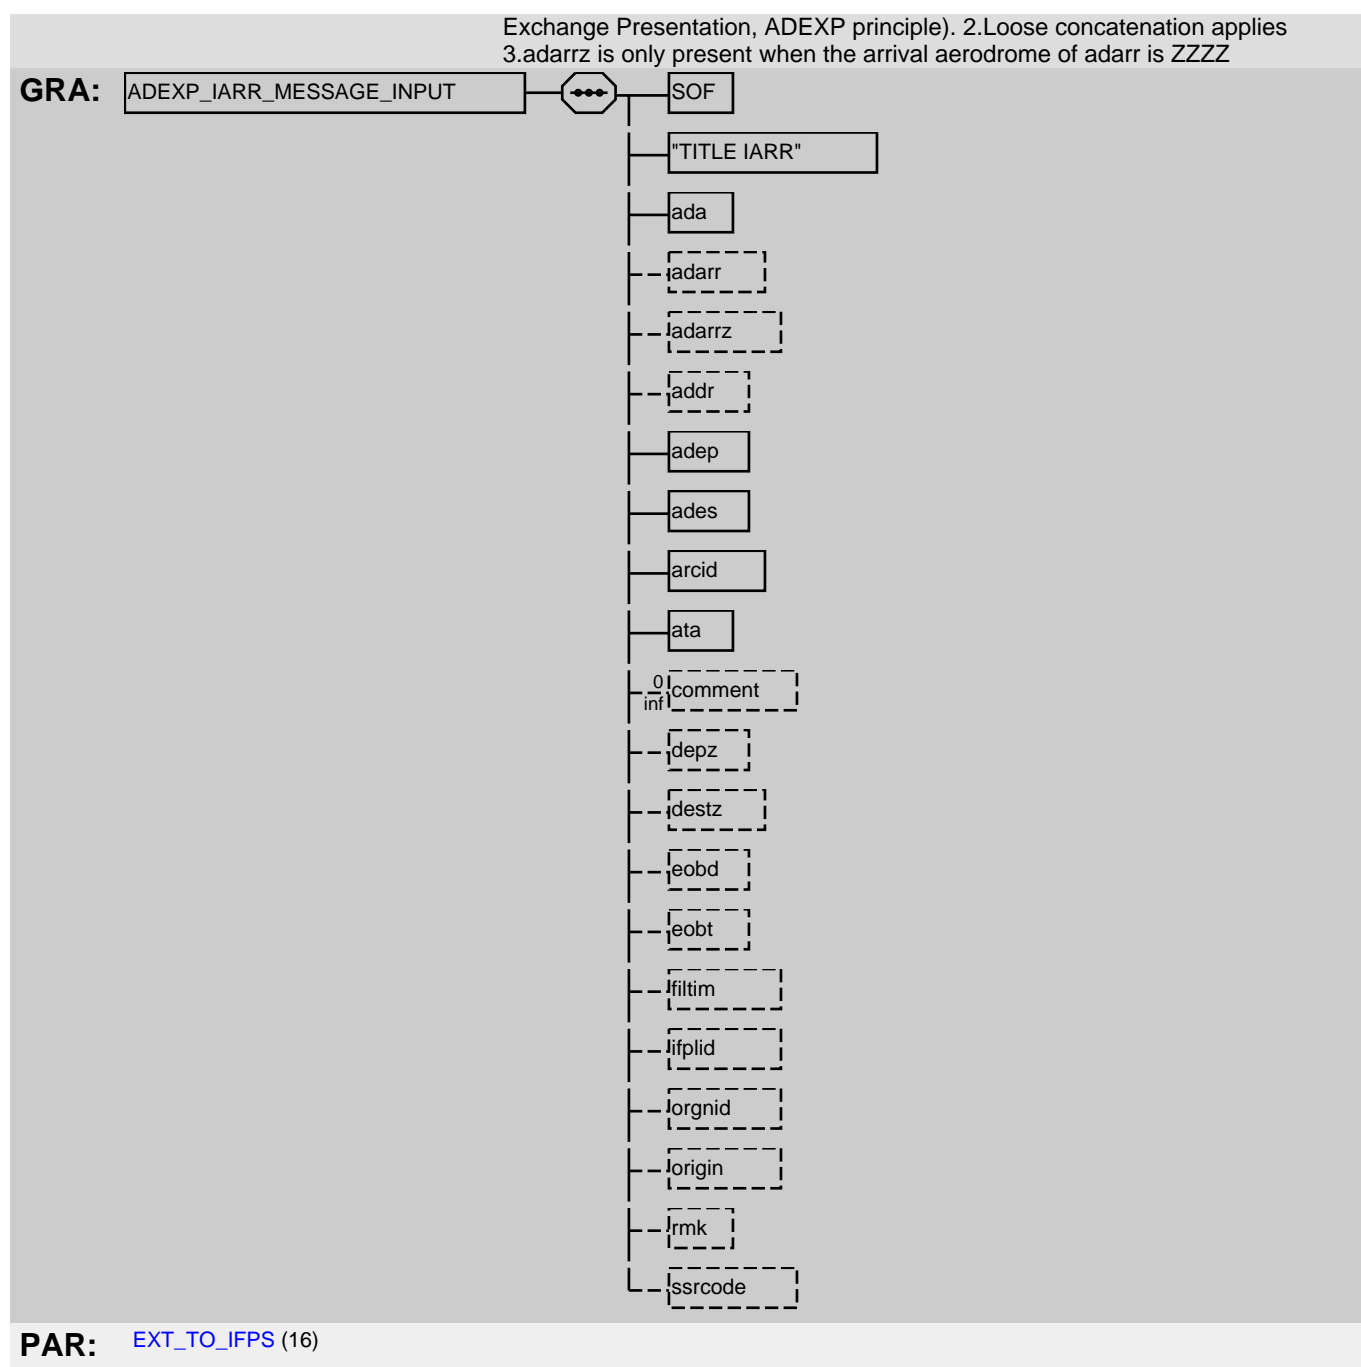 Exchange Presentation, ADEXP principle). 2.Loose concatenation applies
3.adarrz is only present when the arrival aerodrome of adarr is ZZZZ
GRA: ADEXP_IARR_MESSAGE_INPUT SOF
"TITLE IARR"
ada
adarr
adarrz
addr
adep
ades
arcid
ata
0
inf
comment
depz
destz
eobd
eobt
filtim
ifplid
orgnid
origin
rmk
ssrcode
PAR: EXT_TO_IFPS (16)